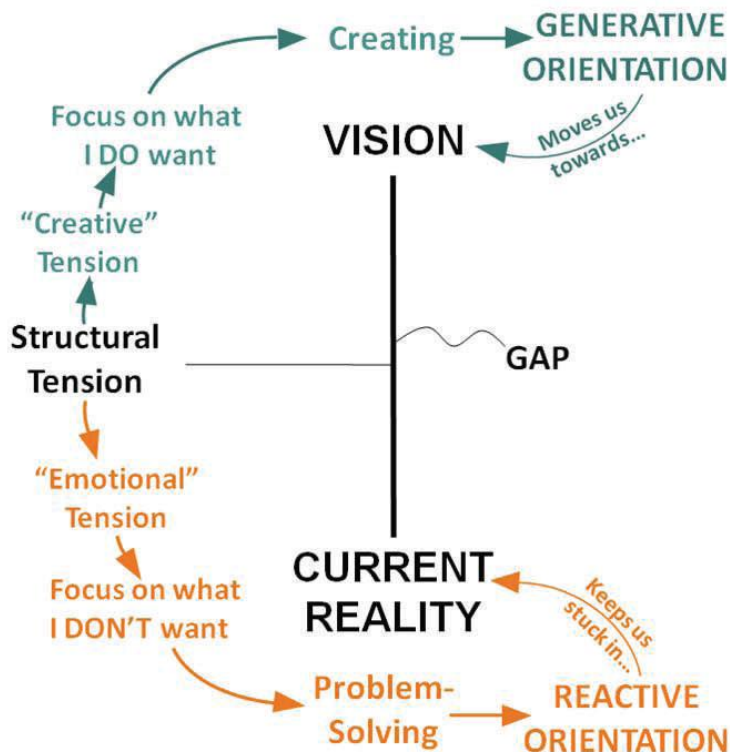 Creating
GENERATIVE
ORIENTATION
Moves us
towards...
Focus on what
I DO want
VISION
“Creative”
Tension
Structural
Tension
GAP
“Emotional”
Tension
Focus on what
I DON’T want
CURRENT
REALITY
Keeps us
stuck in...
Problem-
Solving
REACTIVE
ORIENTATION